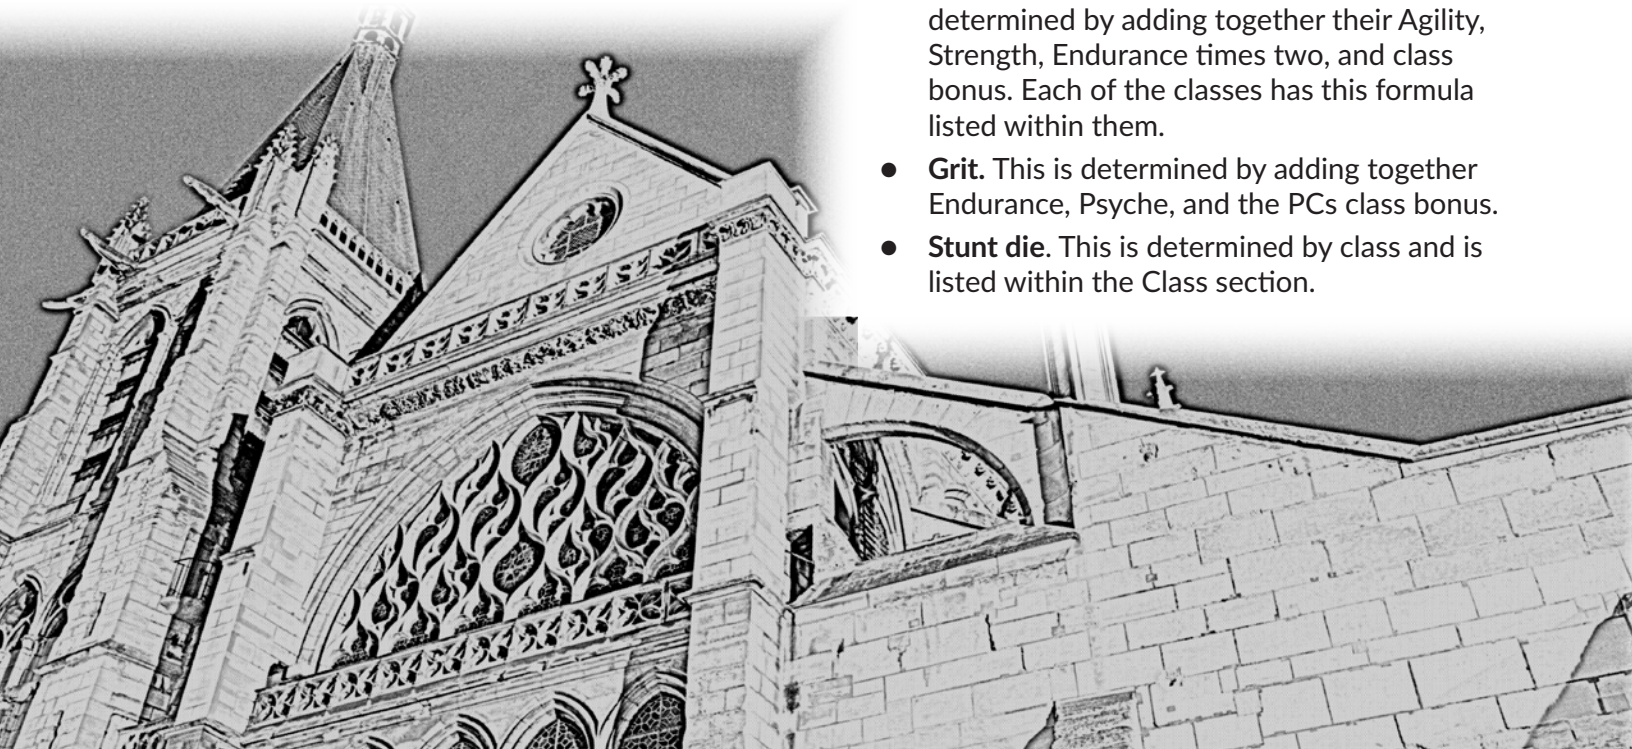 determined by adding together their Agility,
Strength, Endurance times two, and class
bonus. Each of the classes has this formula
listed within them.
● Grit. This is determined by adding together
Endurance, Psyche, and the PCs class bonus.
● Stunt die. This is determined by class and is
listed within the Class section.